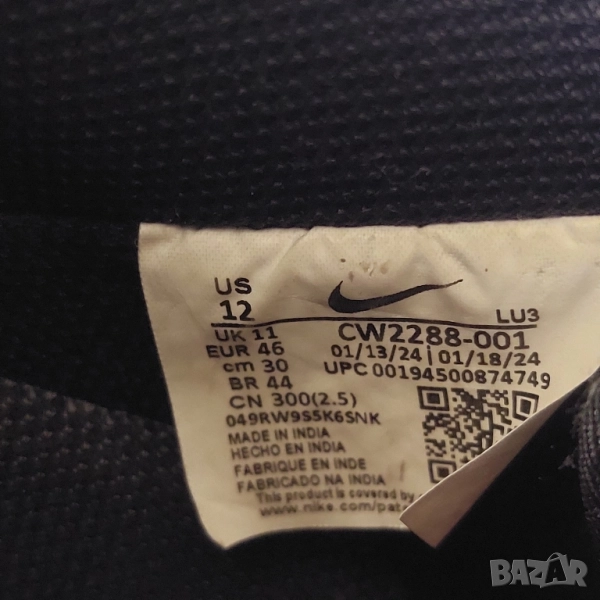 US
12
LU3
UK 11
CW2288-001
EUR 46
01/13/24 | 01/18/24
cm 30
UPC 00194500874749
BR 44
CN 300(2.5)
049RW9S5K6SNK
MADE IN INDIA
HECHO EN INDIA
FABRIQUE EN INDE
FABRICADO NA INDIA
This product is covered by
www.nike.com/pat
BAZAR